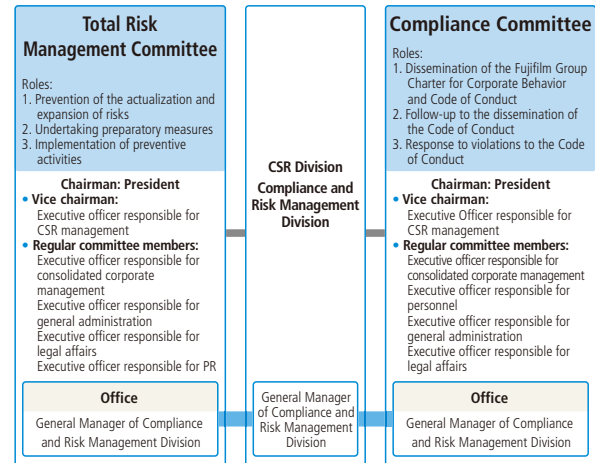 Total Risk
Management Committee
Roles:
1. Prevention of the actualization and
expansion of risks
2. Undertaking preparatory measures
3. Implementation of preventive
activities
Chairman: President
• Vice chairman:
Executive officer responsible for
CSR management
• Regular committee members:
Executive officer responsible for
consolidated corporate
management
Executive officer responsible for
general administration
Executive officer responsible for
legal affairs
Executive officer responsible for PR
Office
General Manager of Compliance
and Risk Management Division
CSR Division
Compliance and
Risk Management
Division
General Manager
of Compliance and
Risk Management
Division
Compliance Committee
Roles:
1. Dissemination of the Fujifilm Group
Charter for Corporate Behavior
and Code of Conduct
2. Follow-up to the dissemination of
the Code of Conduct
3. Response to violations to the Code
of Conduct
Chairman: President
• Vice chairman:
Executive Officer responsible for
CSR management
• Regular committee members:
Executive officer responsible for
consolidated corporate management
Executive officer responsible for
personnel
Executive officer responsible for
general administration
Executive officer responsible for
legal affairs
Office
General Manager of Compliance
and Risk Management Division